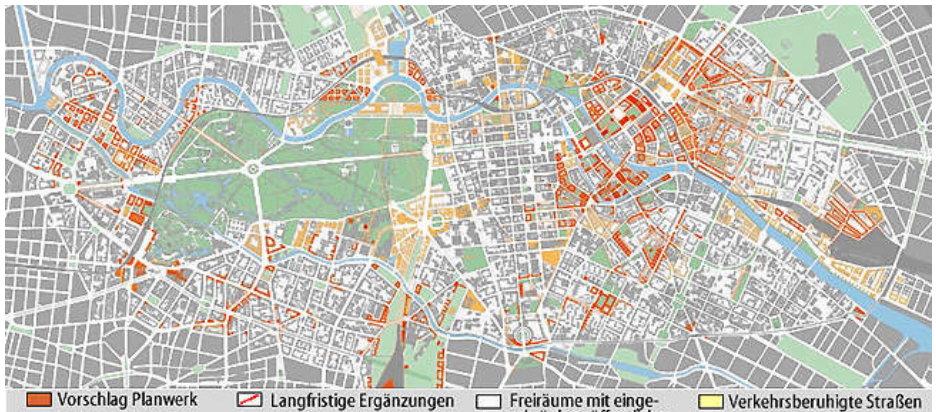 Vorschlag Planwerk
Langfristige Ergänzungen
Freiräume mit einge-
Verkehrsberuhigte Straßen